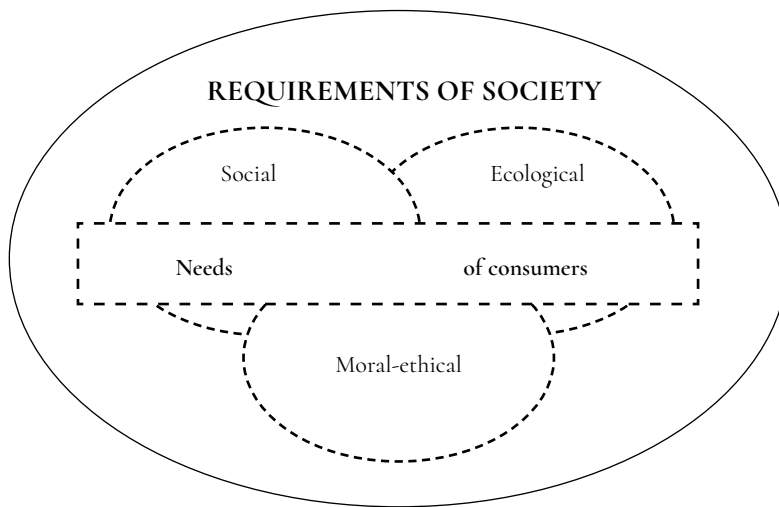 REQUIREMENTS OF SOCIETY
Social
Ecological
Needs of consumers
Moral-ethical